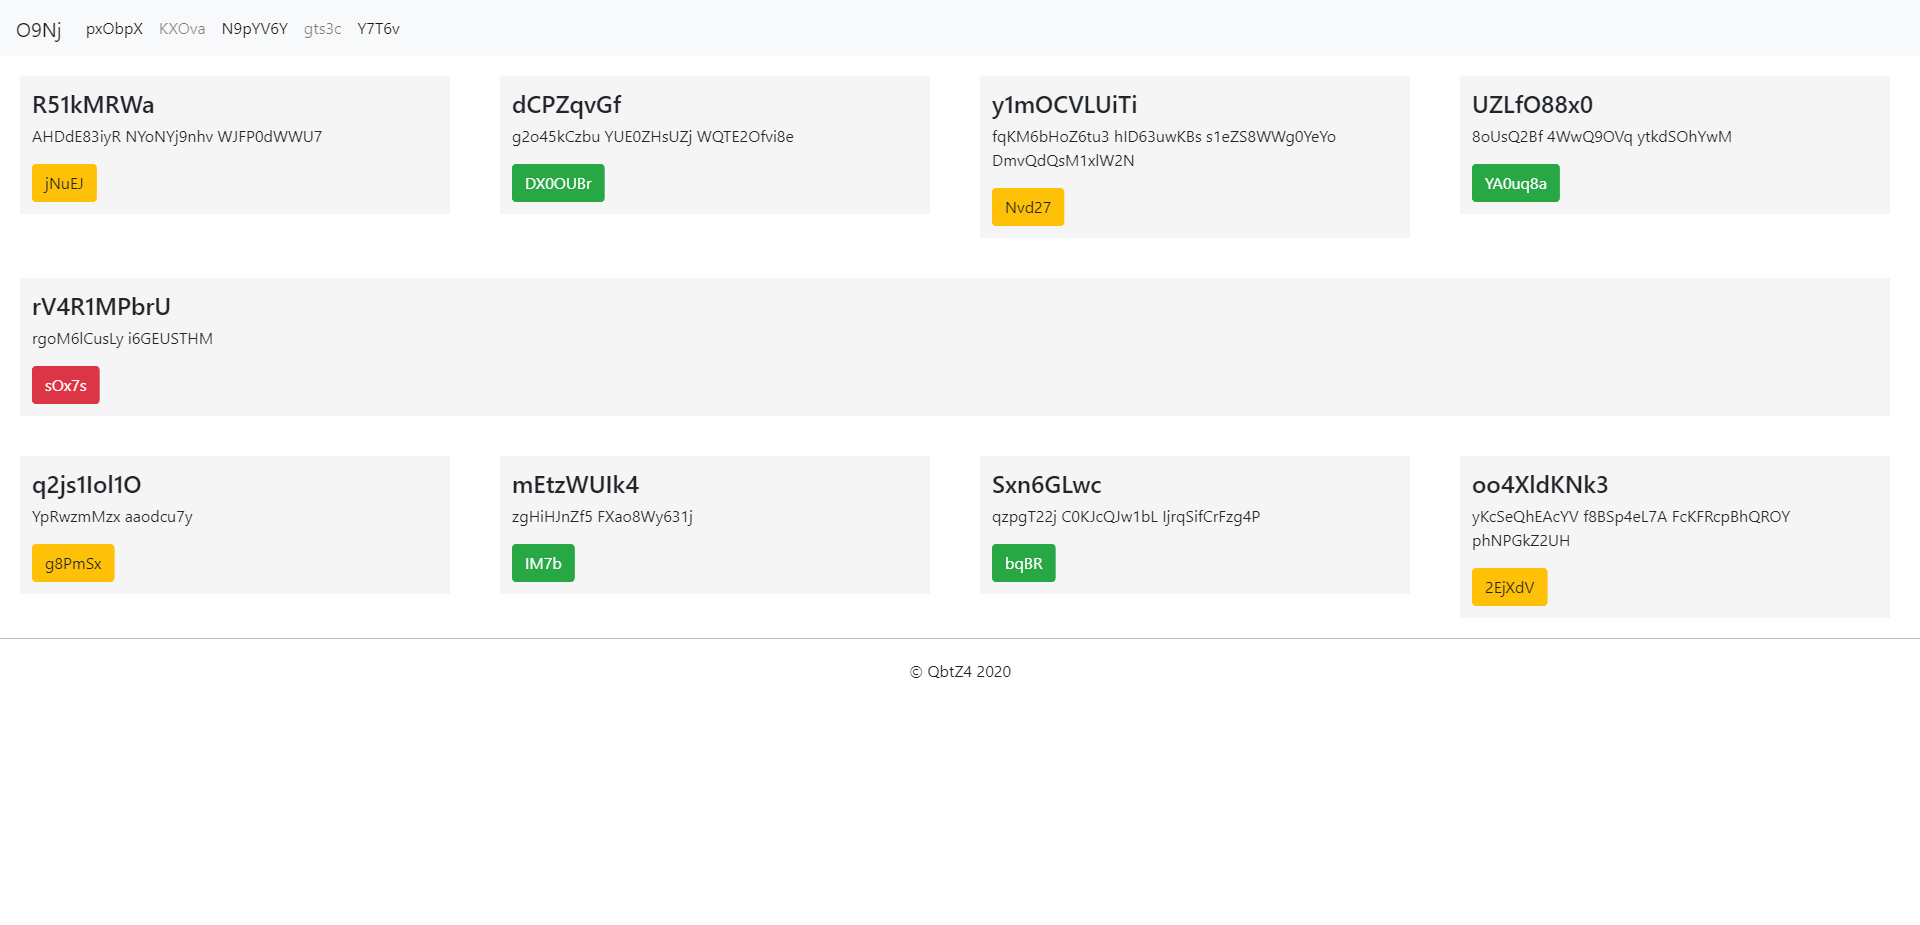 O9Nj pxObpX KXOva N9pYV6Y gts3c Y7T6v
R51kMRWa
AHDdE83iyR NYoNYj9nhv WJFP0dWWU7
jNuEJ
dCPZqvGf
g2o45kCzbu YUE0ZHsUZj WQTE2Ofvi8e
DX0OUBr
y1mOCVLUiTi
fqKM6bHoZ6tu3 hID63uwKBs s1eZS8WWg0YeYo
DmvQdQsM1xlW2N
Nvd27
UZLfO88x0
8oUsQ2Bf 4WwQ9OVq ytkdSOhYwM
YA0uq8a
rV4R1MPbrU
rgoM6lCusLy i6GEUSTHM
sOx7s
q2js1Iol1O
YpRwzmMzx aaodcu7y
g8PmSx
mEtzWUIk4
zgHiHJnZf5 FXao8Wy631j
IM7b
Sxn6GLwc
qzpgT22j C0KJcQJw1bL IjrqSifCrFzg4P
bqBR
oo4XldKNk3
yKcSeQhEAcYV f8BSp4eL7A FcKFRcpBhQROY
phNPGkZ2UH
2EjXdV
© QbtZ4 2020